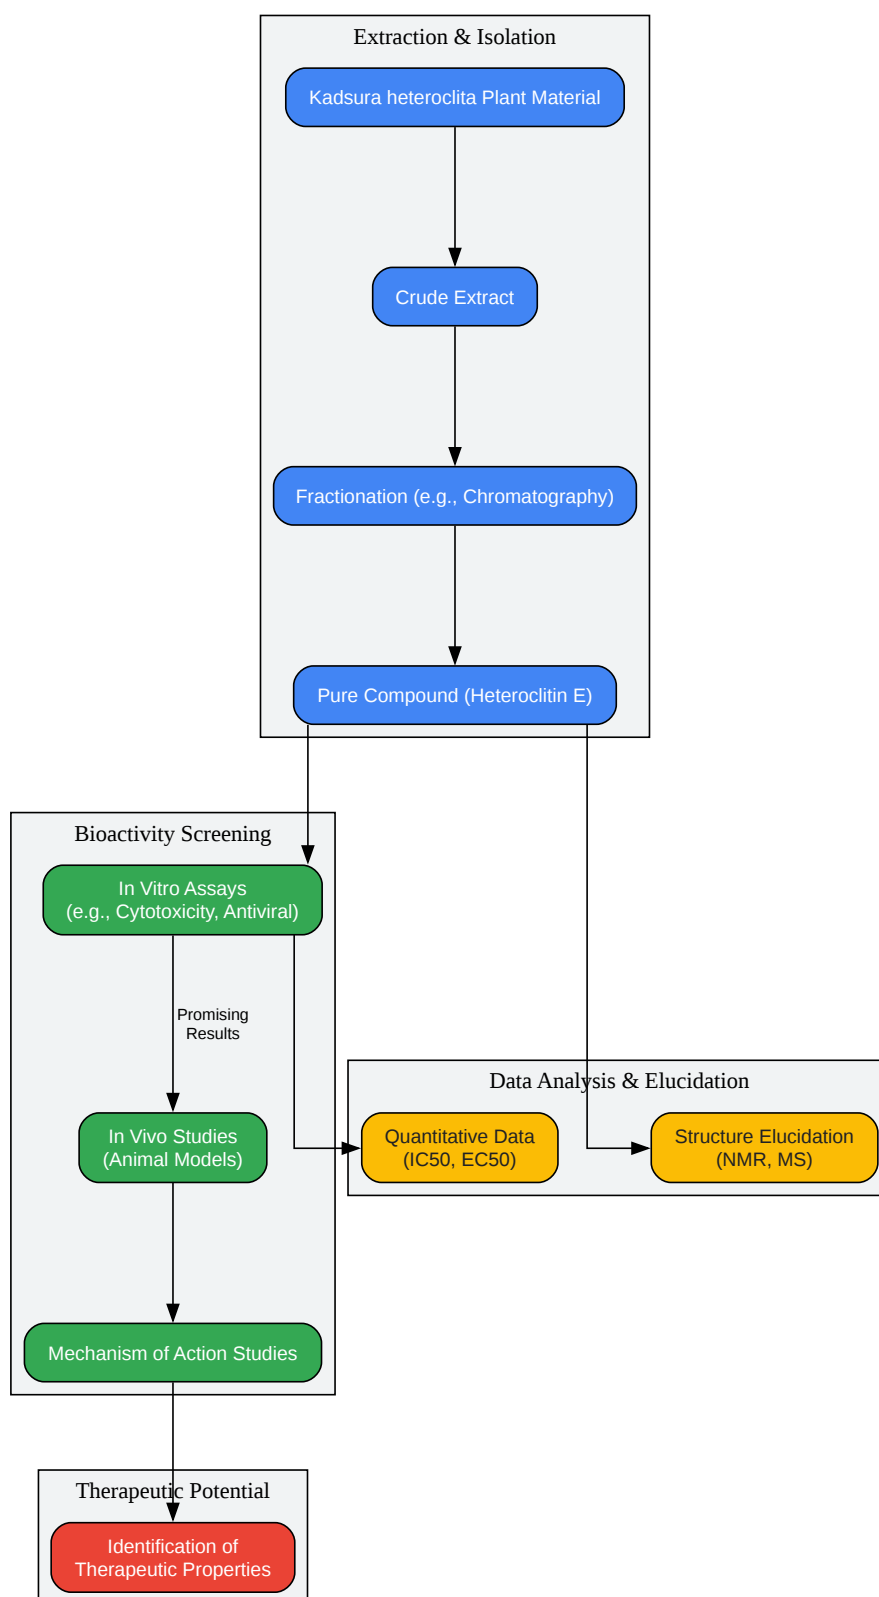 Extraction & Isolation
Kadsura heteroclita Plant Material
Crude Extract
Fractionation (e.g., Chromatography)
Pure Compound (Heteroclitin E)
Bioactivity Screening
In Vitro Assays
(e.g., Cytotoxicity, Antiviral)
Promising
Results
In Vivo Studies
(Animal Models)
Mechanism of Action Studies
Data Analysis & Elucidation
Quantitative Data
(IC50, EC50)
Structure Elucidation
(NMR, MS)
Therapeutic Potential
Identification of
Therapeutic Properties